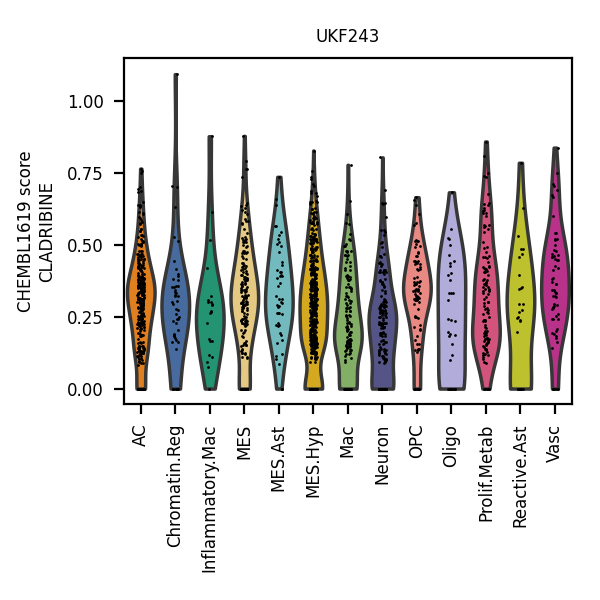 UKF243
CHEMBL1619 score
CLADRIBINE
1.00
0.75
0.50
0.25
0.00
AC
Chromatin.Reg
Inflammatory.Mac
MES
MES.Ast
MES.Hyp
Mac
Neuron
OPC
Oligo
Prolif.Metab
Reactive.Ast
Vasc